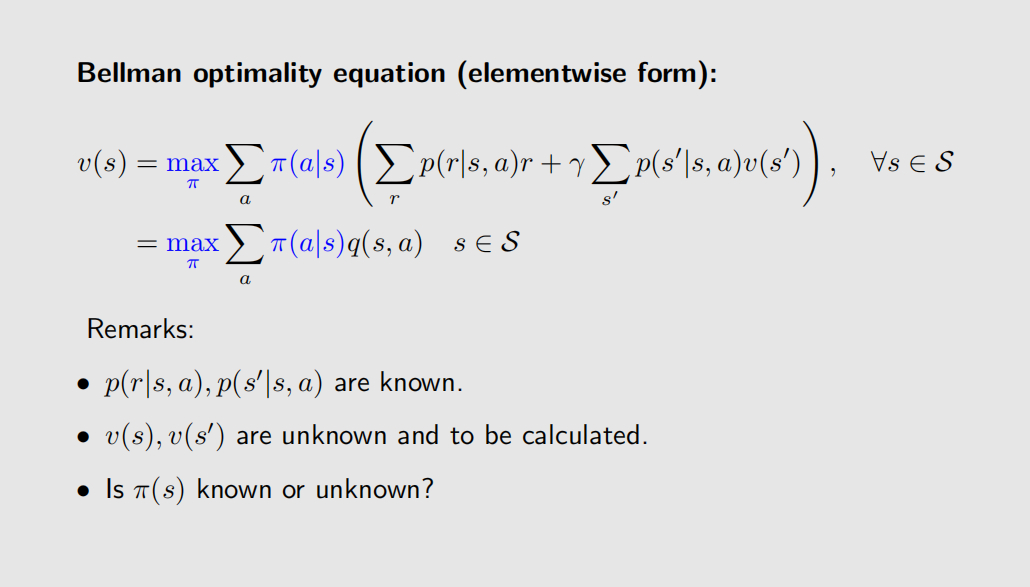 Bellman optimality equation (elementwise form):
v(s) = max_π ∑_a π(a|s) ( ∑_r p(r|s, a)r + γ ∑_{s′} p(s′|s, a)v(s′) ) , ∀s ∈ 𝒮
= max_π ∑_a π(a|s)q(s, a) s ∈ 𝒮
Remarks:
• p(r|s, a), p(s′|s, a) are known.
• v(s), v(s′) are unknown and to be calculated.
• Is π(s) known or unknown?